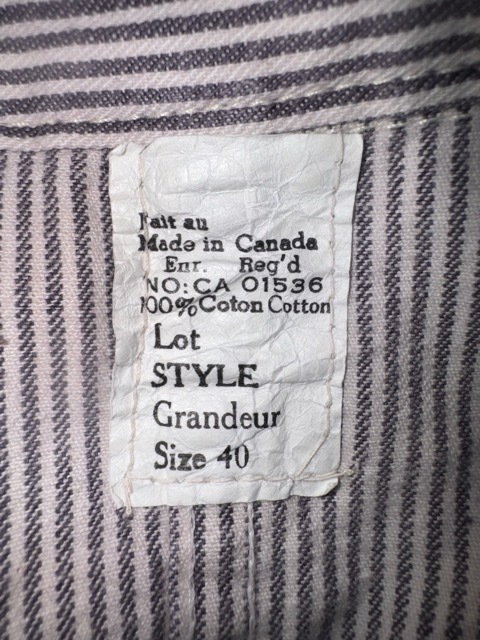 Fait au
Made in Canada
Enr. Reg'd
NO: CA 01536
100% Coton Cotton
Lot
STYLE
Grandeur
Size 40